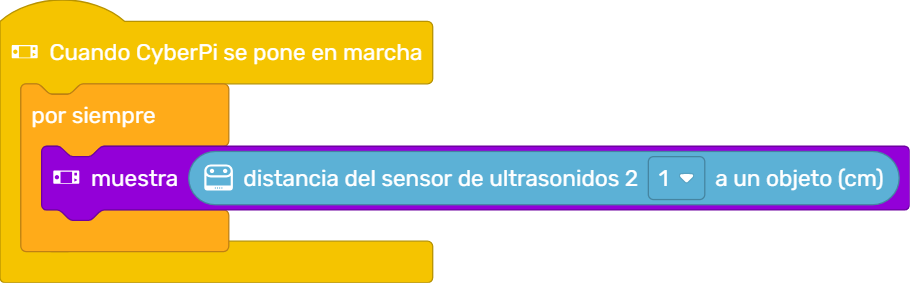 Cuando CyberPi se pone en marcha
por siempre
muestra distancia del sensor de ultrasonidos 2 1 a un objeto (cm)